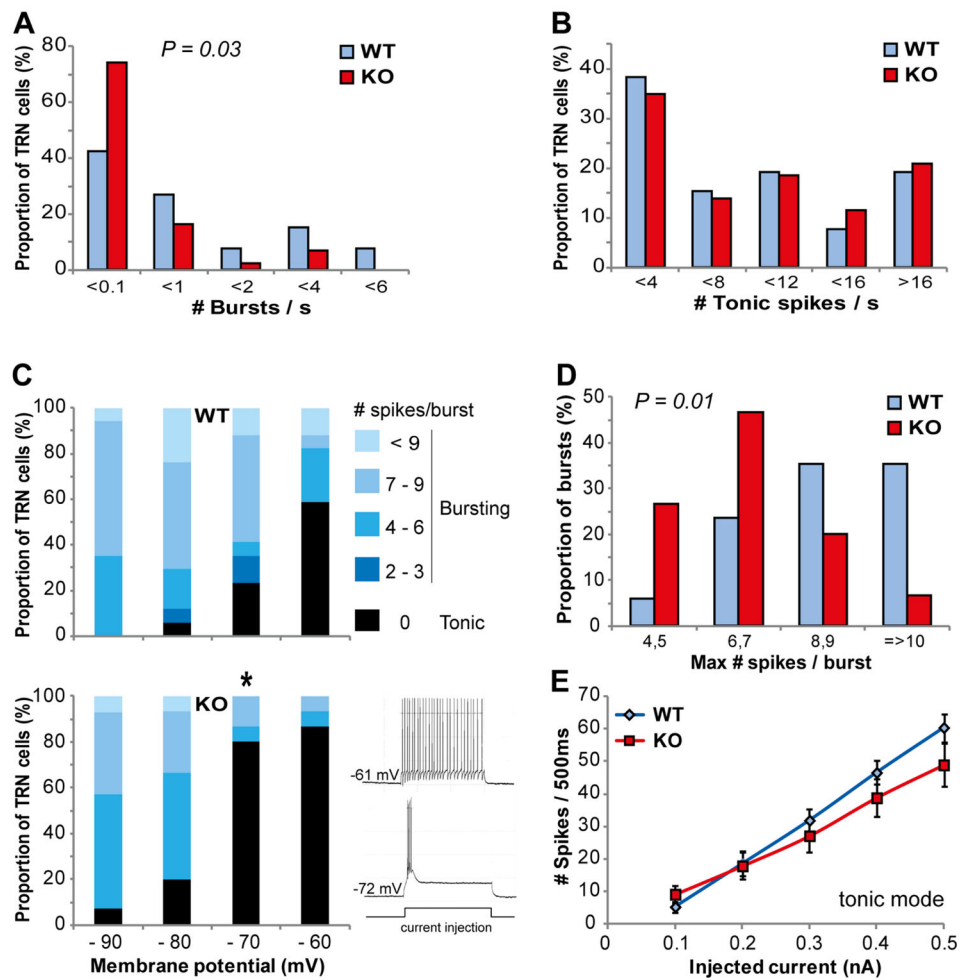 A
Proportion of TRN cells (%)
80
60
40
20
0
P = 0.03
WT
KO
<0.1 <1 <2 <4 <6
# Bursts / s
B
Proportion of TRN cells (%)
40
30
20
10
0
WT
KO
<4 <8 <12 <16 >16
# Tonic spikes / s
C
Proportion of TRN cells (%)
100
80
60
40
20
0
WT
# spikes/burst
< 9
7 - 9
4 - 6
2 - 3
Bursting
0 Tonic
Proportion of TRN cells (%)
100
80
60
40
20
0
KO
*
- 90 - 80 - 70 - 60
Membrane potential (mV)
-61 mV
-72 mV
current injection
D
Proportion of bursts (%)
50
40
30
20
10
0
P = 0.01
WT
KO
4,5 6,7 8,9 =>10
Max # spikes / burst
E
# Spikes / 500ms
70
60
50
40
30
20
10
0
WT
KO
tonic mode
0 0.1 0.2 0.3 0.4 0.5
Injected current (nA)